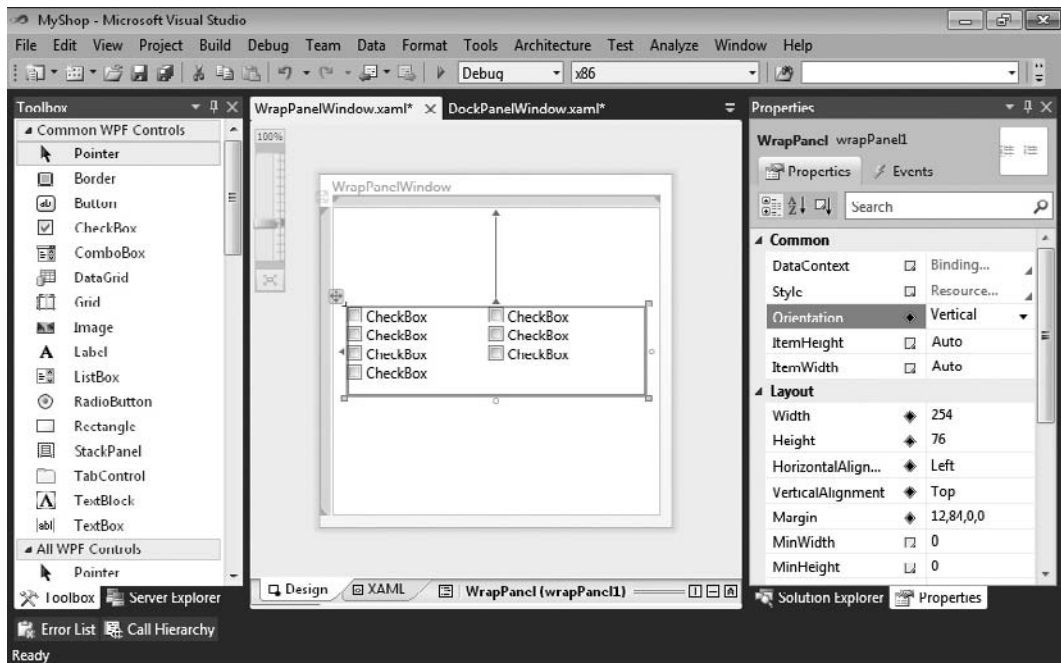 MyShop - Microsoft Visual Studio
File Edit View Project Build Debug Team Data Format Tools Architecture Test Analyze Window Help
Debug x86
Toolbox
Common WPF Controls
Pointer
Border
Button
CheckBox
ComboBox
DataGrid
Grid
Image
Label
ListBox
RadioButton
Rectangle
StackPanel
TabControl
TextBlock
TextBox
All WPF Controls
Pointer
Toolbox Server Explorer
WrapPanelWindow.xaml* DockPanelWindow.xaml*
100%
WrapPanelWindow
CheckBox CheckBox
CheckBox CheckBox
CheckBox CheckBox
CheckBox
Design XAML WrapPanel (wrapPanel1)
Properties
WrapPanel wrapPanel1
Properties Events
Search
Common
DataContext Binding...
Style Resource...
Orientation Vertical
ItemHeight Auto
ItemWidth Auto
Layout
Width 254
Height 76
HorizontalAlign... Left
VerticalAlignment Top
Margin 12,84,0,0
MinWidth 0
MinHeight 0
Solution Explorer Properties
Error List Call Hierarchy
Ready